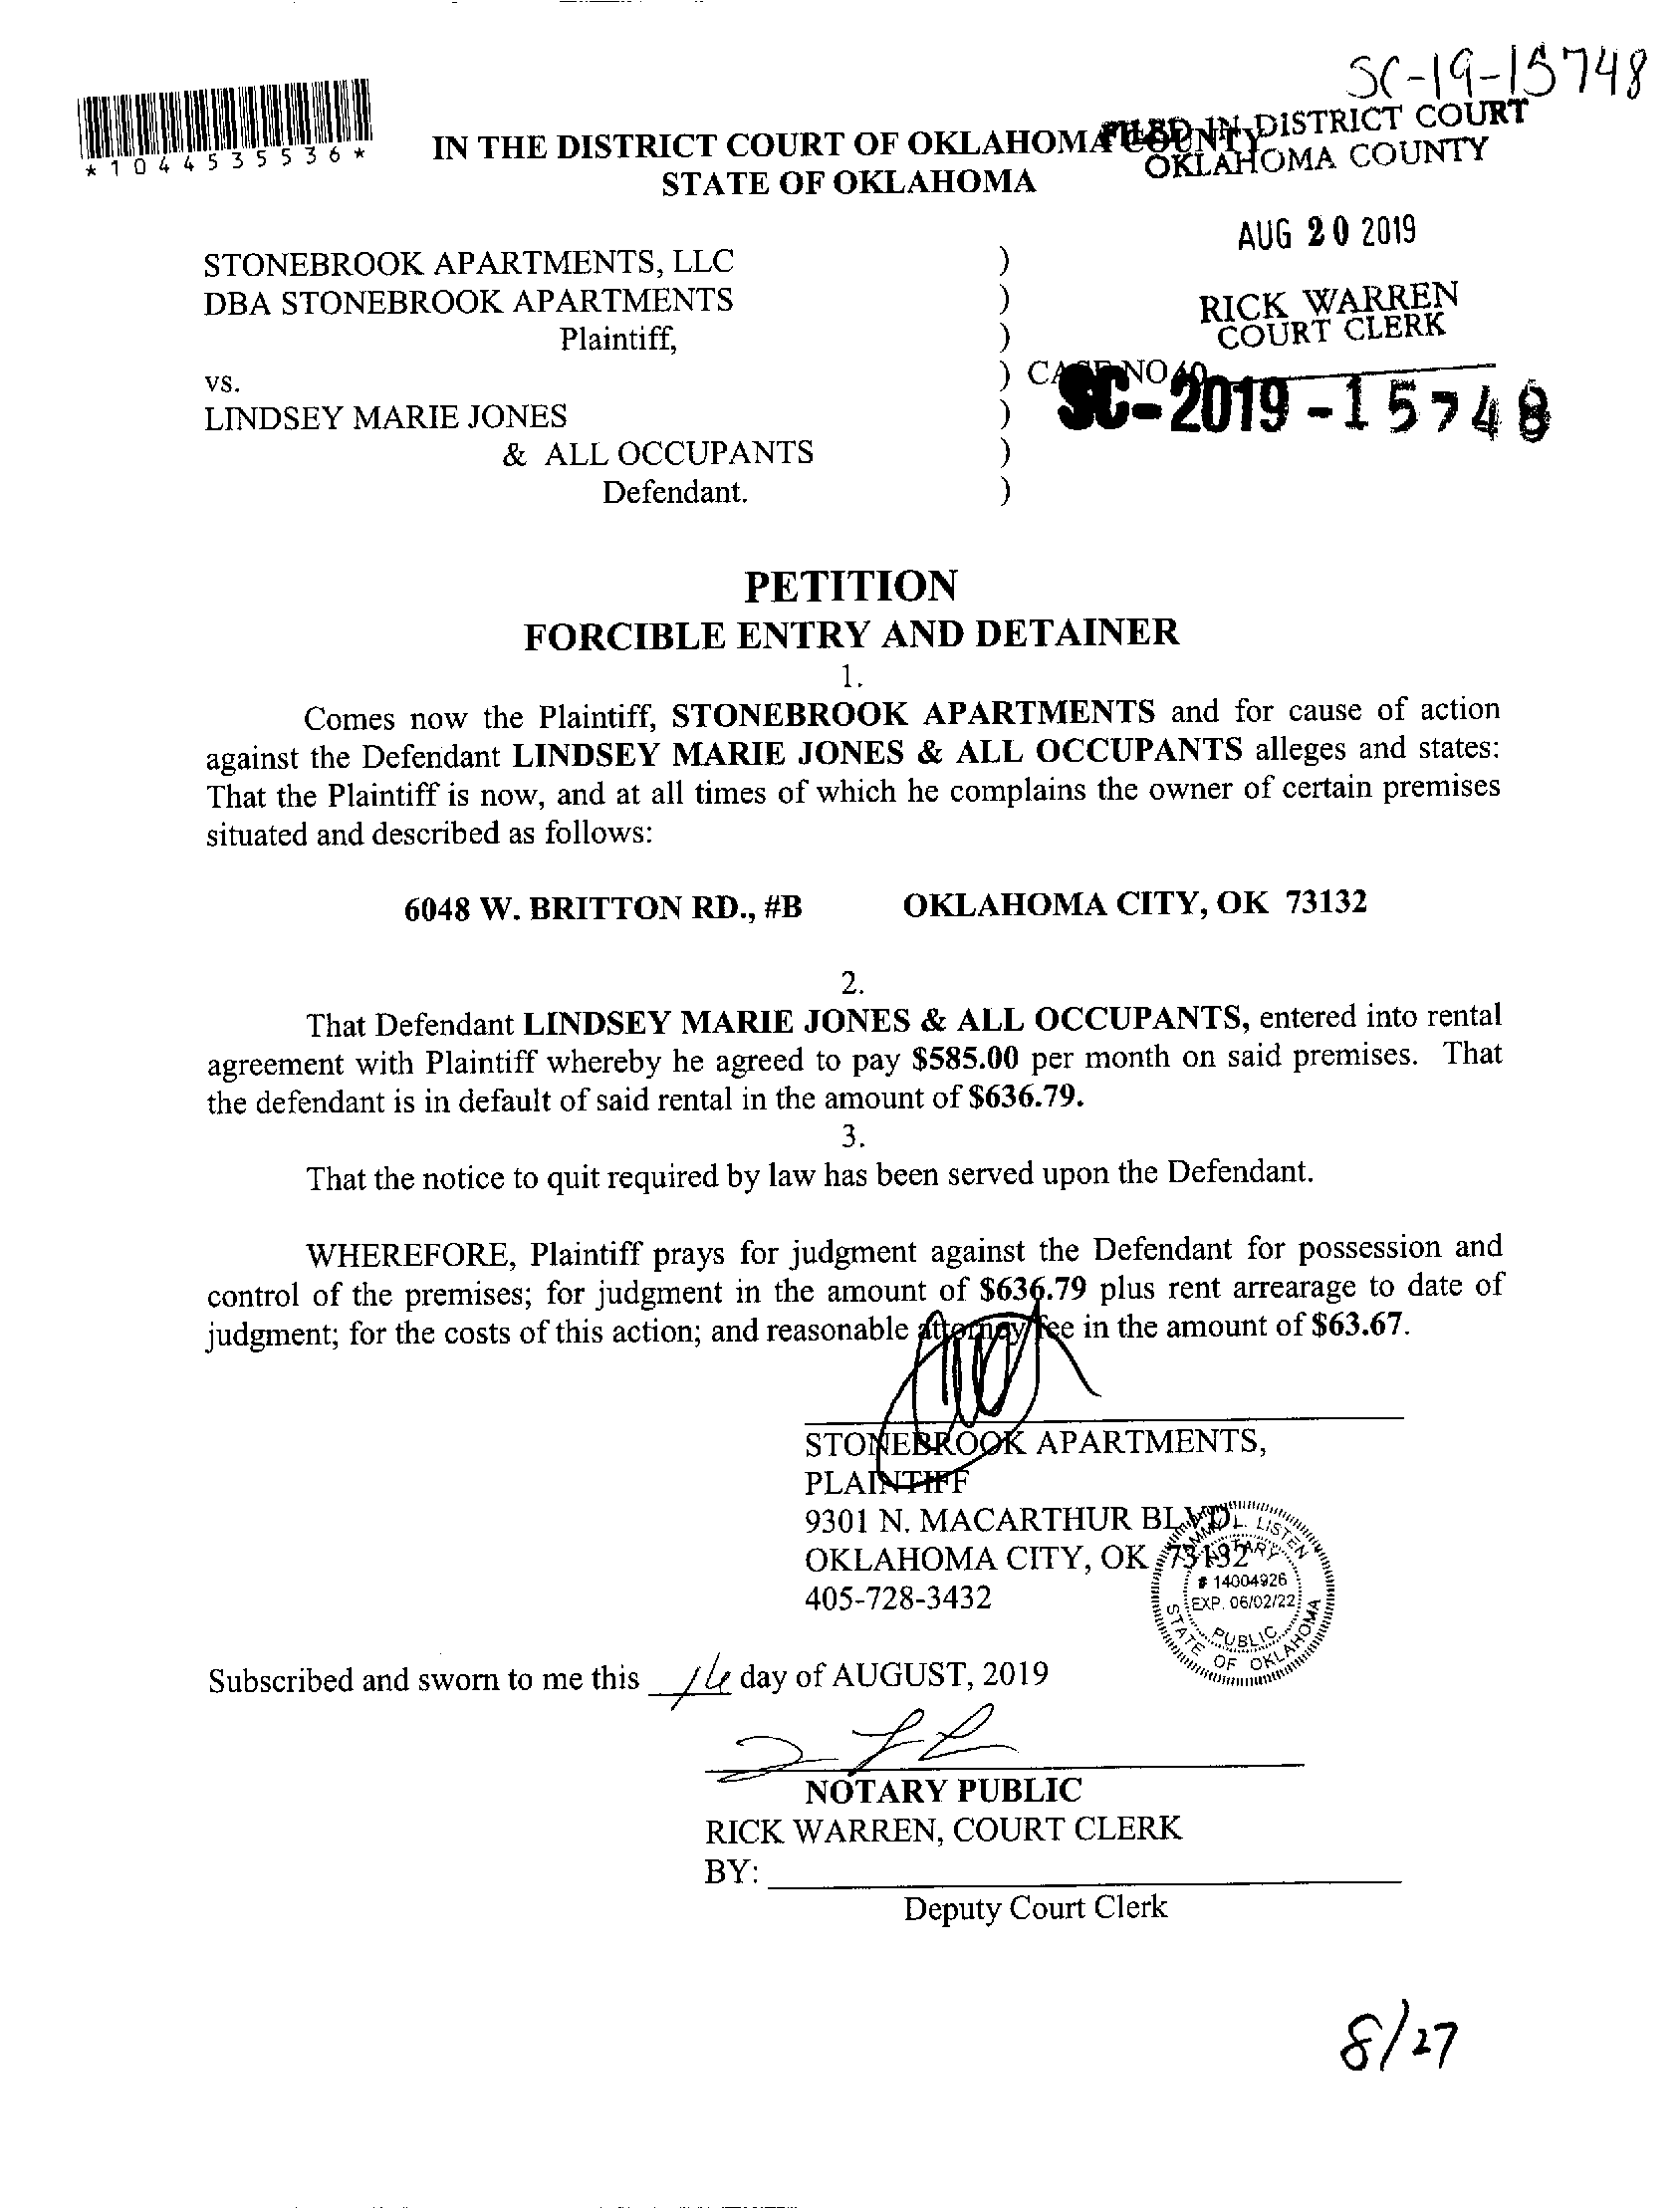 SC-19-15748
*1044535536*
IN THE DISTRICT COURT OF OKLAHOMA COUNTY
STATE OF OKLAHOMA
FILED IN DISTRICT COURT
OKLAHOMA COUNTY
AUG 20 2019
RICK WARREN
COURT CLERK
40
STONEBROOK APARTMENTS, LLC )
DBA STONEBROOK APARTMENTS )
Plaintiff, )
vs. ) CASE NO
SC-2019-15748
LINDSEY MARIE JONES )
& ALL OCCUPANTS )
Defendant. )
PETITION
FORCIBLE ENTRY AND DETAINER
1.
Comes now the Plaintiff, STONEBROOK APARTMENTS and for cause of action
against the Defendant LINDSEY MARIE JONES & ALL OCCUPANTS alleges and states:
That the Plaintiff is now, and at all times of which he complains the owner of certain premises
situated and described as follows:
6048 W. BRITTON RD., #B OKLAHOMA CITY, OK 73132
2.
That Defendant LINDSEY MARIE JONES & ALL OCCUPANTS, entered into rental
agreement with Plaintiff whereby he agreed to pay $585.00 per month on said premises. That
the defendant is in default of said rental in the amount of $636.79.
3.
That the notice to quit required by law has been served upon the Defendant.
WHEREFORE, Plaintiff prays for judgment against the Defendant for possession and
control of the premises; for judgment in the amount of $636.79 plus rent arrearage to date of
judgment; for the costs of this action; and reasonable attorney fee in the amount of $63.67.
STONEBROOK APARTMENTS,
PLAINTIFF
9301 N. MACARTHUR BLVD.
OKLAHOMA CITY, OK 73132
405-728-3432
L. LISTEN
NOTARY
# 14004926
EXP. 06/02/22
PUBLIC
STATE OF OKLAHOMA
Subscribed and sworn to me this day of AUGUST, 2019
NOTARY PUBLIC
RICK WARREN, COURT CLERK
BY:
Deputy Court Clerk
8/27